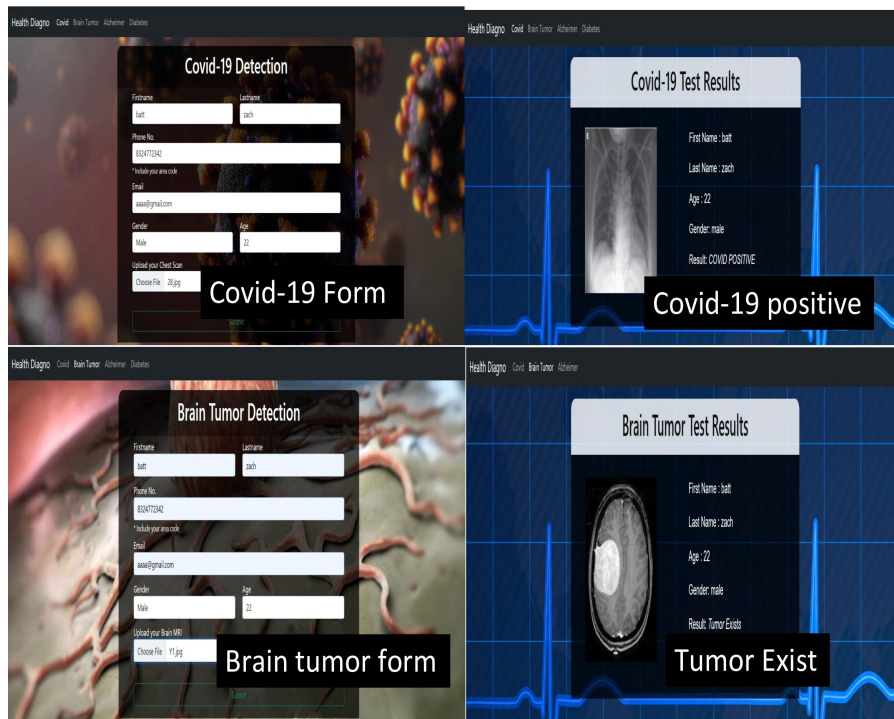 Health Diagno Covid Brain Tumor Alzheimer Diabetes
Covid-19 Detection
Firstname Lastname
batt zach
Phone No.
8324772342
* Include your area code
Email
aaaa@gmail.com
Gender Age
Male 22
Upload your Chest Scan
Choose File 28.jpg
Submit
Covid-19 Form
Health Diagno Covid Brain Tumor Alzheimer Diabetes
Covid-19 Test Results
First Name : batt
Last Name : zach
Age : 22
Gender: male
Result: COVID POSITIVE
Covid-19 positive
Health Diagno Covid Brain Tumor Alzheimer Diabetes
Brain Tumor Detection
Firstname Lastname
batt zach
Phone No.
8324772342
* Include your area code
Email
aaaa@gmail.com
Gender Age
Male 22
Upload your Brain MRI
Choose File Y1.jpg
Submit
Brain tumor form
Health Diagno Covid Brain Tumor Alzheimer
Brain Tumor Test Results
First Name : batt
Last Name : zach
Age : 22
Gender: male
Result: Tumor Exists
Tumor Exist